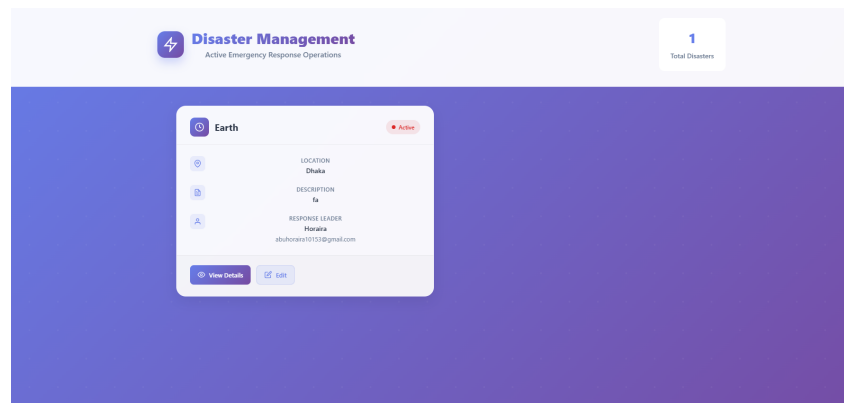 Disaster Management
Active Emergency Response Operations
1
Total Disasters
Earth
Active
LOCATION
Dhaka
DESCRIPTION
fa
RESPONSE LEADER
Horaira
abuhoraira10153@gmail.com
View Details
Edit